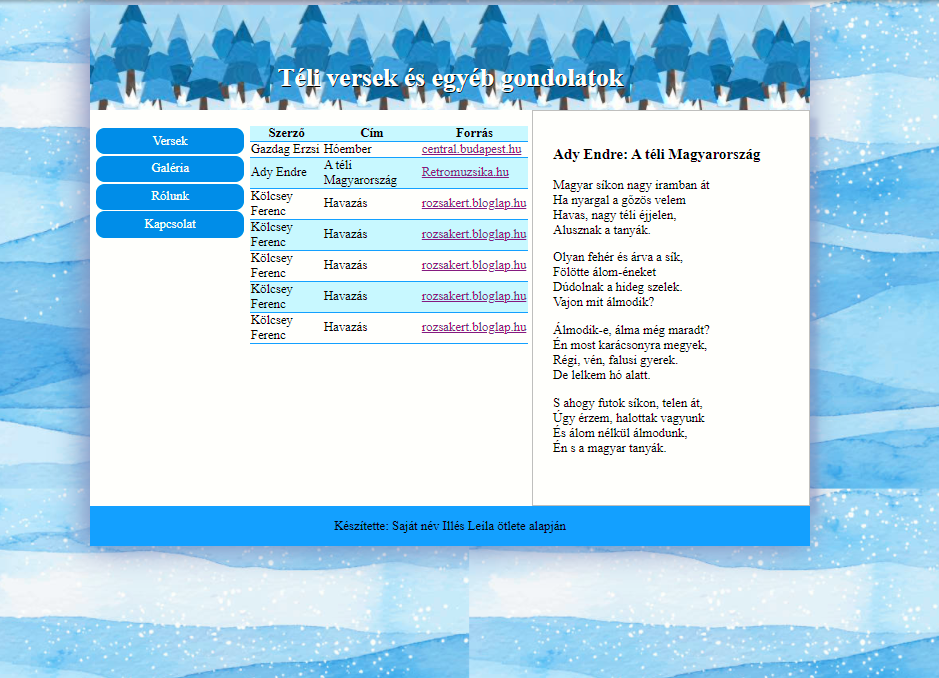 Téli versek és egyéb gondolatok
Versek
Galéria
Rólunk
Kapcsolat
Szerző Cím Forrás
Gazdag Erzsi Hóember central.budapest.hu
Ady Endre A téli Magyarország Retromuzsika.hu
Kölcsey Ferenc Havazás rozsakert.bloglap.hu
Kölcsey Ferenc Havazás rozsakert.bloglap.hu
Kölcsey Ferenc Havazás rozsakert.bloglap.hu
Kölcsey Ferenc Havazás rozsakert.bloglap.hu
Kölcsey Ferenc Havazás rozsakert.bloglap.hu
Ady Endre: A téli Magyarország
Magyar síkon nagy iramban át
Ha nyargal a gőzös velem
Havas, nagy téli éjjelen,
Alusznak a tanyák.
Olyan fehér és árva a sík,
Fölötte álom-éneket
Dúdolnak a hideg szelek.
Vajon mit álmodik?
Álmodik-e, álma még maradt?
Én most karácsonyra megyek,
Régi, vén, falusi gyerek.
De lelkem hó alatt.
S ahogy futok síkon, telen át,
Úgy érzem, halottak vagyunk
És álom nélkül álmodunk,
Én s a magyar tanyák.
Készítette: Saját név Illés Leila ötlete alapján